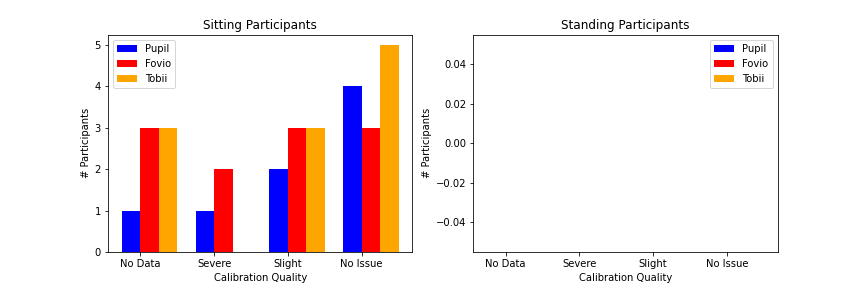 Sitting Participants
Pupil
Fovio
Tobii
5
4
3
2
1
0
# Participants
No Data Severe Slight No Issue
Calibration Quality
Standing Participants
Pupil
Fovio
Tobii
0.04
0.02
0.00
−0.02
−0.04
# Participants
No Data Severe Slight No Issue
Calibration Quality